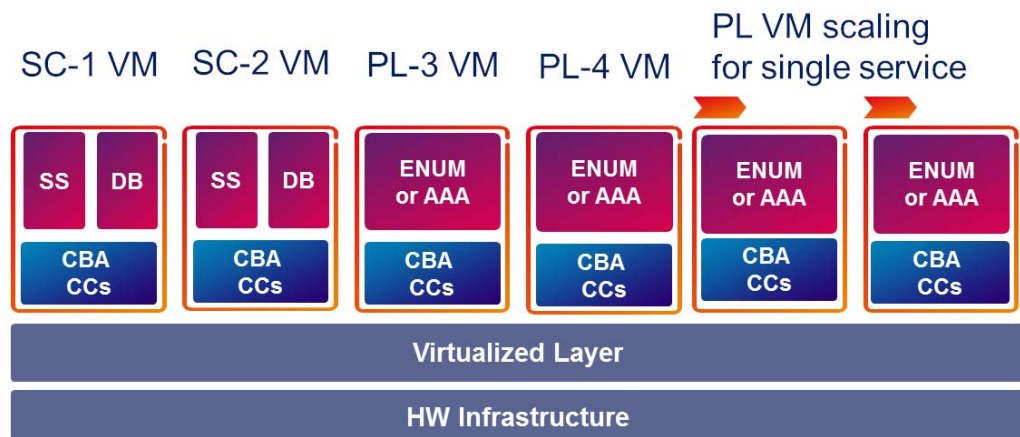 SC-1 VM
SC-2 VM
PL-3 VM
PL-4 VM
PL VM scaling
for single service
SS
DB
CBA
CCs
SS
DB
CBA
CCs
ENUM
or AAA
CBA
CCs
ENUM
or AAA
CBA
CCs
ENUM
or AAA
CBA
CCs
ENUM
or AAA
CBA
CCs
Virtualized Layer
HW Infrastructure